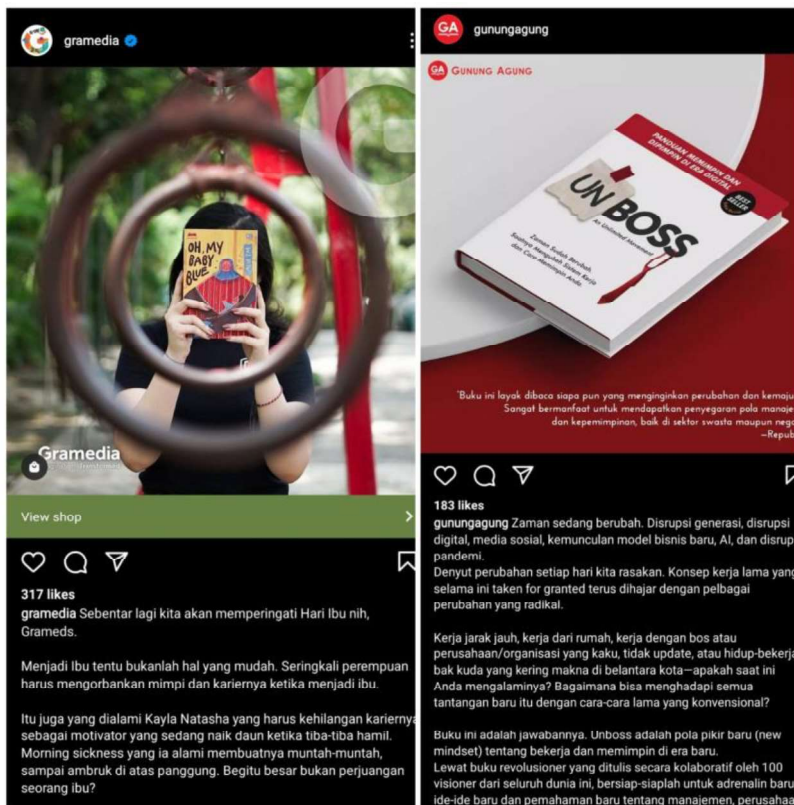 gramedia
OH, MY
BABY
BLUE
Gramedia
View shop
317 likes
gramedia Sebentar lagi kita akan memperingati Hari Ibu nih,
Grameds.
Menjadi Ibu tentu bukanlah hal yang mudah. Seringkali perempuan
harus mengorbankan mimpi dan kariernya ketika menjadi ibu.
Itu juga yang dialami Kayla Natasha yang harus kehilangan kariernya
sebagai motivator yang sedang naik daun ketika tiba-tiba hamil.
Morning sickness yang ia alami membuatnya muntah-muntah,
sampai ambruk di atas panggung. Begitu besar bukan perjuangan
seorang ibu?
GA
gunungagung
GA GUNUNG AGUNG
PANDUAN MEMIMPIN DAN
DIPIMPIN DI ERA DIGITAL
BEST
SELLER
UNBOSS
An Unlimited Movement
Zaman Sudah Berubah,
Saatnya Mengubah Sistem Kerja
dan Cara Memimpin Anda
"Buku ini layak dibaca siapa pun yang menginginkan perubahan dan kemaju
Sangat bermanfaat untuk mendapatkan penyegaran pola manaje
dan kepemimpinan, baik di sektor swasta maupun nega
—Repub
183 likes
gunungagung Zaman sedang berubah. Disrupsi generasi, disrupsi
digital, media sosial, kemunculan model bisnis baru, AI, dan disrup
pandemi.
Denyut perubahan setiap hari kita rasakan. Konsep kerja lama yang
selama ini taken for granted terus dihajar dengan pelbagai
perubahan yang radikal.
Kerja jarak jauh, kerja dari rumah, kerja dengan bos atau
perusahaan/organisasi yang kaku, tidak update, atau hidup-bekerja
bak kuda yang kering makna di belantara kota—apakah saat ini
Anda mengalaminya? Bagaimana bisa menghadapi semua
tantangan baru itu dengan cara-cara lama yang konvensional?
Buku ini adalah jawabannya. Unboss adalah pola pikir baru (new
mindset) tentang bekerja dan memimpin di era baru.
Lewat buku revolusioner yang ditulis secara kolaboratif oleh 100
visioner dari seluruh dunia ini, bersiap-siaplah untuk adrenalin baru
ide-ide baru dan pemahaman baru tentang manajemen, perusahaa